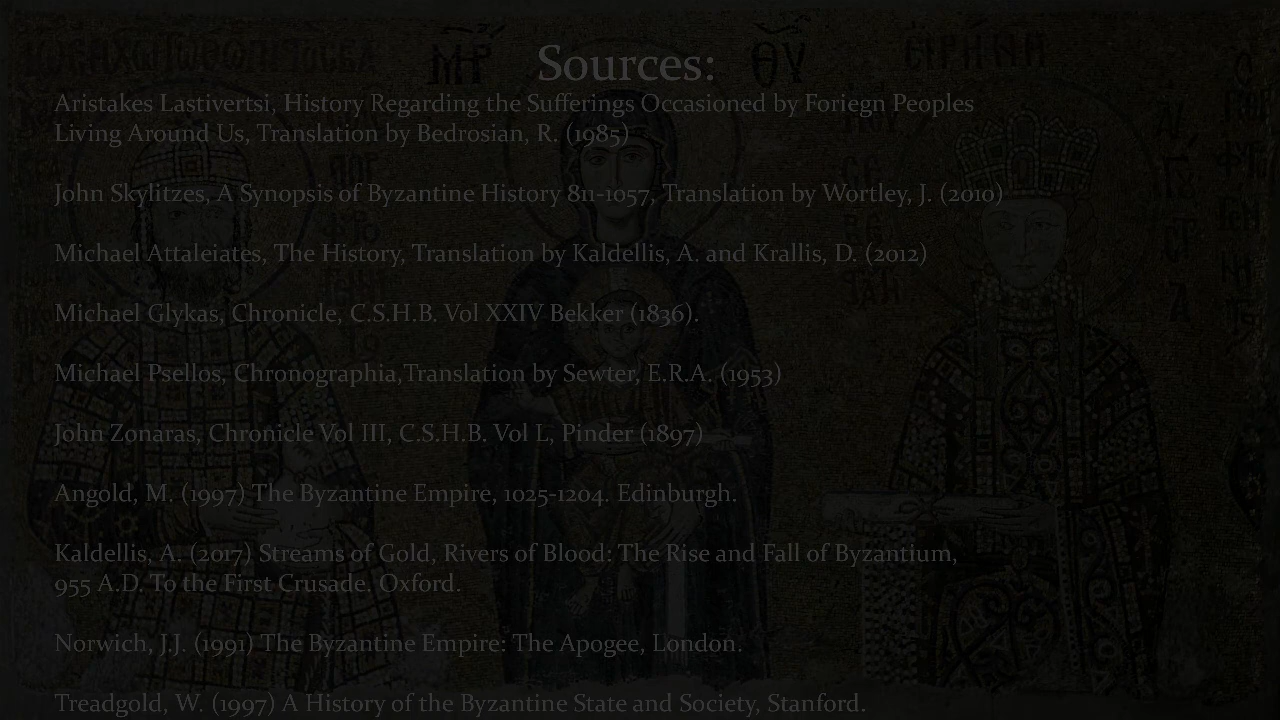 Sources:
Aristakes Lastivertsi, History Regarding the Sufferings Occasioned by Foriegn Peoples
Living Around Us, Translation by Bedrosian, R. (1985)
John Skylitzes, A Synopsis of Byzantine History 811-1057, Translation by Wortley, J. (2010)
Michael Attaleiates, The History, Translation by Kaldellis, A. and Krallis, D. (2012)
Michael Glykas, Chronicle, C.S.H.B. Vol XXIV Bekker (1836).
Michael Psellos, Chronographia,Translation by Sewter, E.R.A. (1953)
John Zonaras, Chronicle Vol III, C.S.H.B. Vol L, Pinder (1897)
Angold, M. (1997) The Byzantine Empire, 1025-1204. Edinburgh.
Kaldellis, A. (2017) Streams of Gold, Rivers of Blood: The Rise and Fall of Byzantium,
955 A.D. To the First Crusade. Oxford.
Norwich, J.J. (1991) The Byzantine Empire: The Apogee, London.
Treadgold, W. (1997) A History of the Byzantine State and Society, Stanford.
ΜΡ ΘΥ